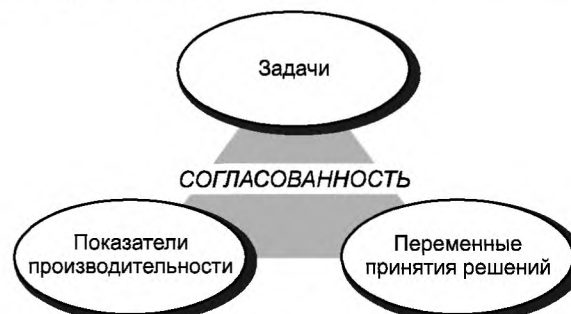 Задачи
СОГЛАСОВАННОСТЬ
Показатели
производительности
Переменные
принятия решений